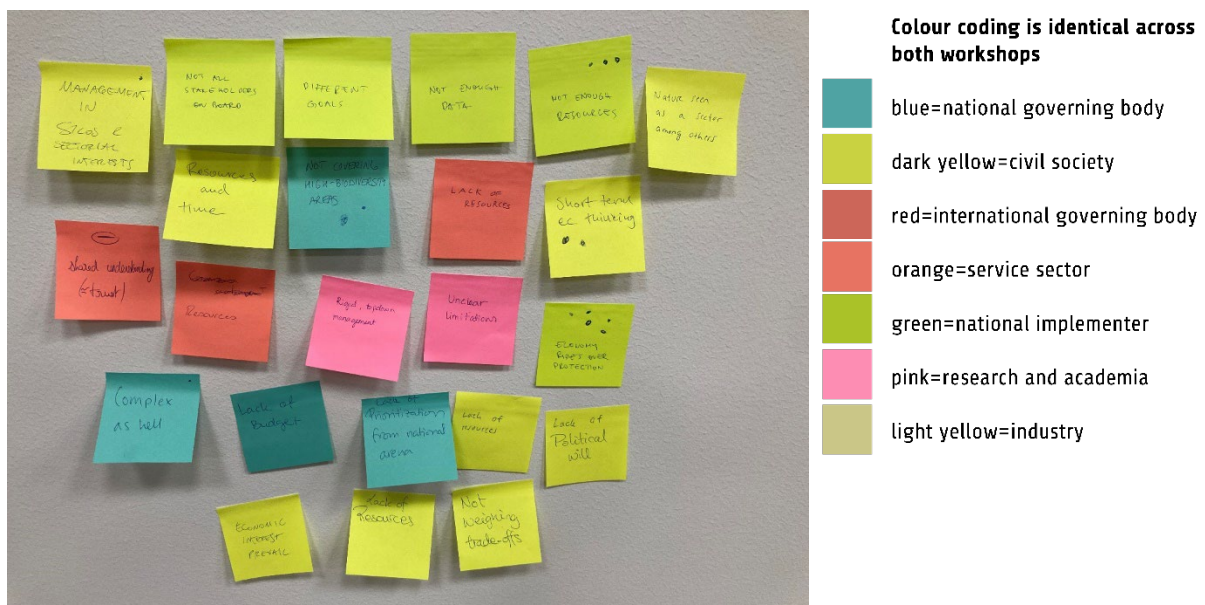 MANAGEMENT
IN
SILOS &
SECTORIAL
INTERESTS
NOT ALL
STAKEHOLDERS
ON BOARD
DIFFERENT
GOALS
NOT ENOUGH
DATA
NOT ENOUGH
RESOURCES
Nature seen
as a sector
among others
Resources
and
time
NOT COVERING
HIGH-BIODIVERSITY
AREAS
LACK OF
RESOURCES
Short term
ec thinking
Shared understanding
(& trust)
Resources
Rigid, topdown
management
Unclear
limitations
ECONOMY
OVER
PROTECTION
Complex
as hell
Lack of
budget
Lack of
Prioritization
from national
arena
Lack of
resources
Lack of
Political
will
ECONOMIC
INTEREST
PREVAIL
Lack of
Resources
Not
weighing
trade-offs
Colour coding is identical across
both workshops
blue=national governing body
dark yellow=civil society
red=international governing body
orange=service sector
green=national implementer
pink=research and academia
light yellow=industry